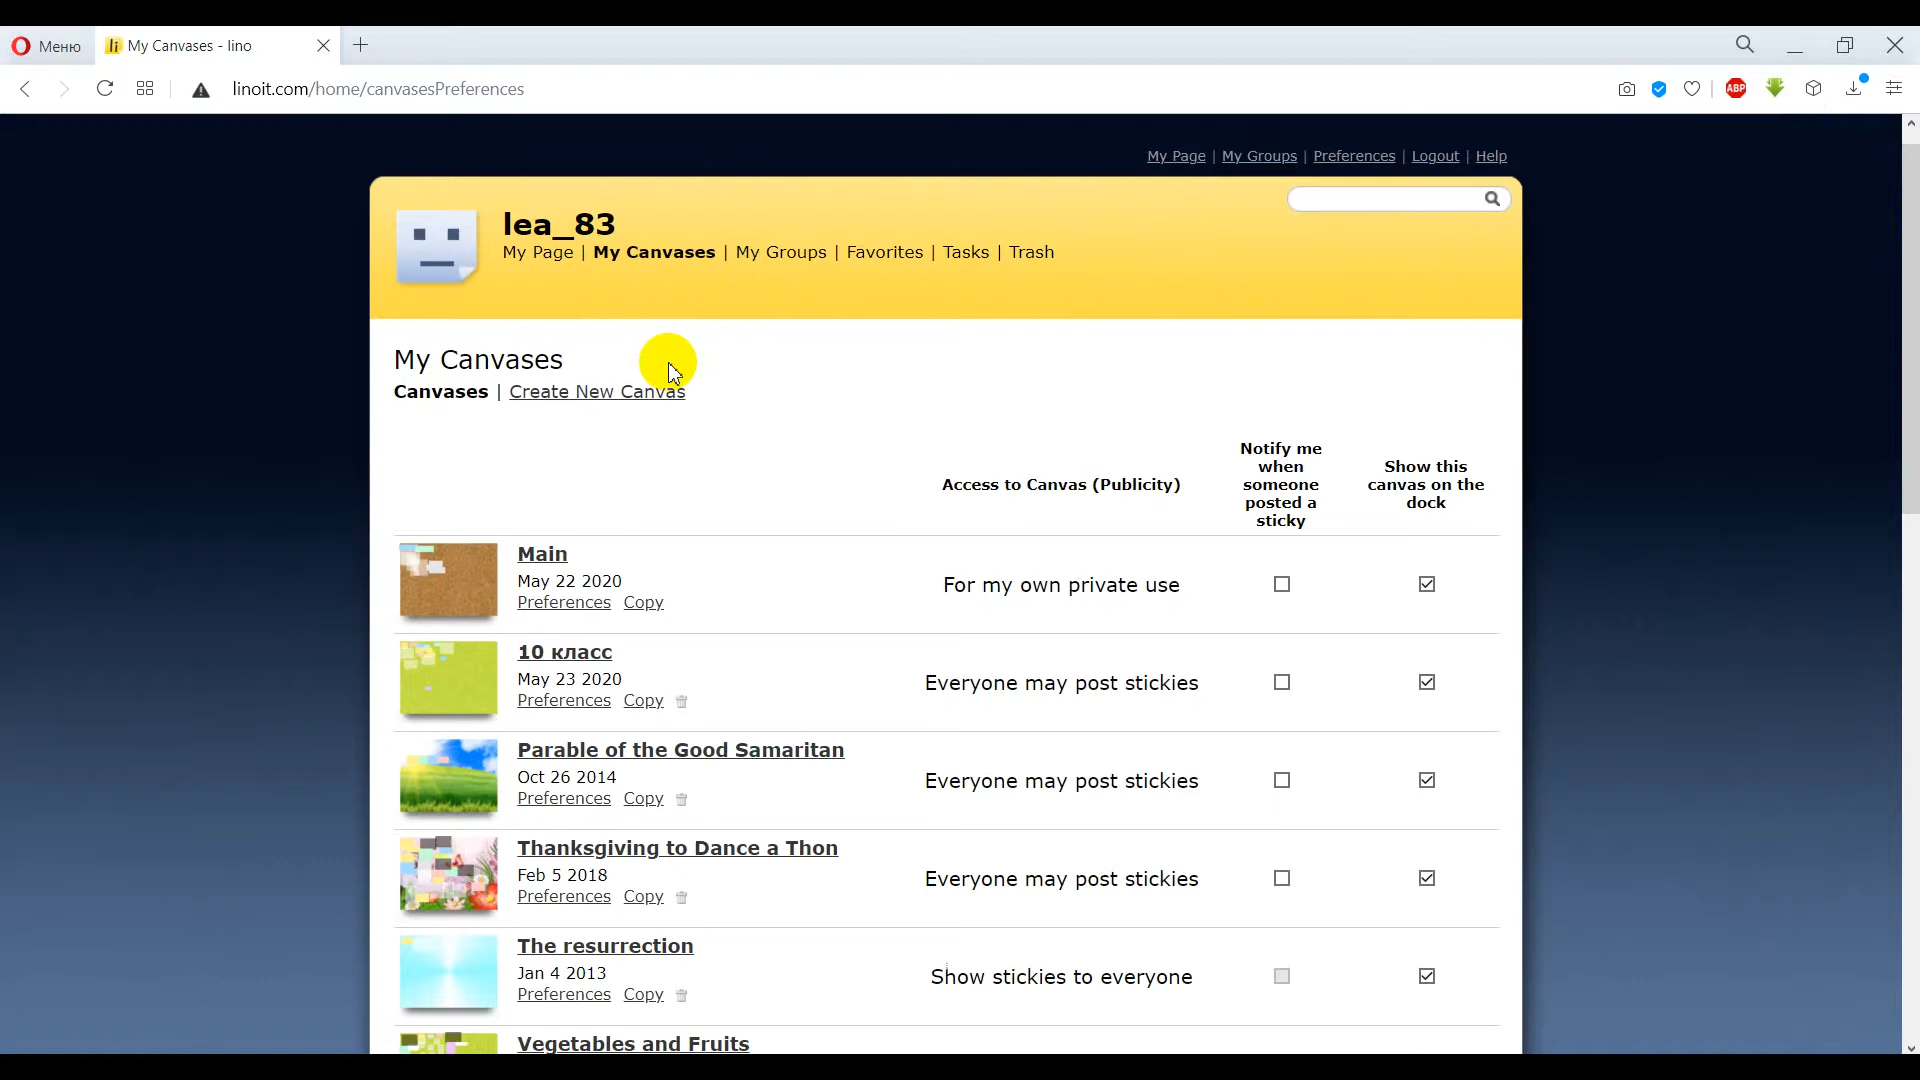 Меню
li My Canvases - lino
linoit.com/home/canvasesPreferences
ABP
My Page | My Groups | Preferences | Logout | Help
lea_83
My Page | My Canvases | My Groups | Favorites | Tasks | Trash
My Canvases
Canvases | Create New Canvas
Access to Canvas (Publicity)
Notify me
when
someone
posted a
sticky
Show this
canvas on the
dock
Main
May 22 2020
Preferences Copy
For my own private use
10 класс
May 23 2020
Preferences Copy
Everyone may post stickies
Parable of the Good Samaritan
Oct 26 2014
Preferences Copy
Everyone may post stickies
Thanksgiving to Dance a Thon
Feb 5 2018
Preferences Copy
Everyone may post stickies
The resurrection
Jan 4 2013
Preferences Copy
Show stickies to everyone
Vegetables and Fruits